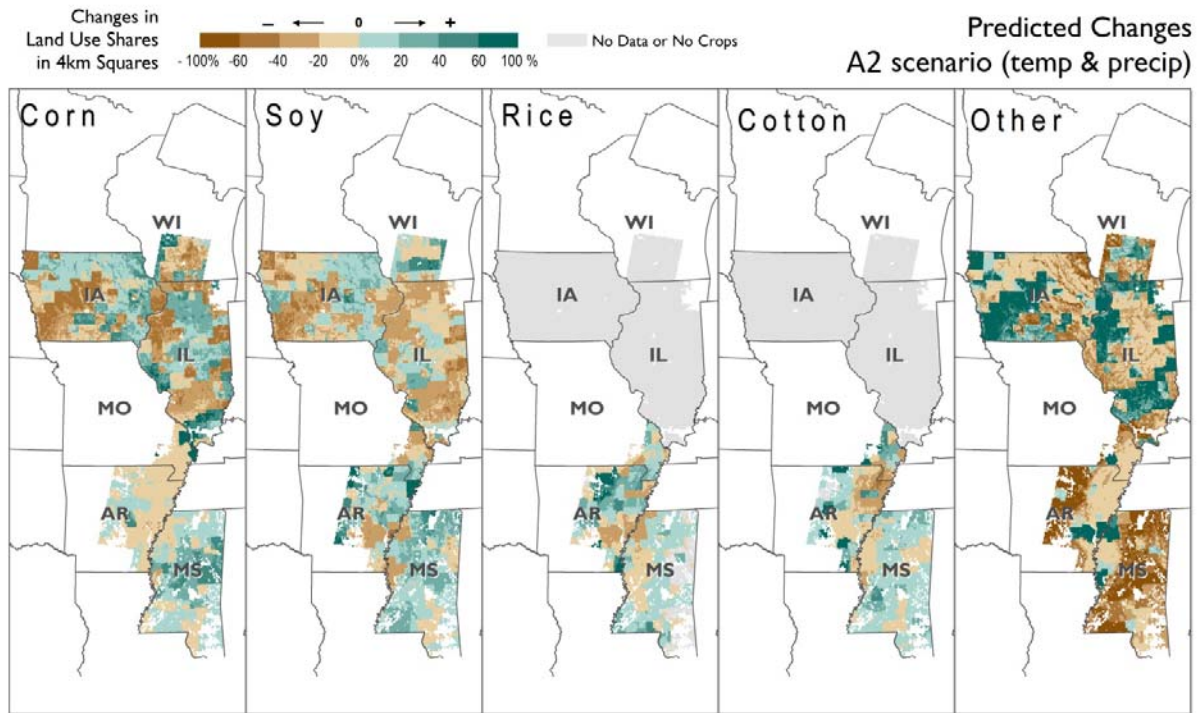 Changes in
Land Use Shares
in 4km Squares
– 0 +
- 100% -60 -40 -20 0% 20 40 60 100 %
No Data or No Crops
Predicted Changes
A2 scenario (temp & precip)
Corn
WI
IA
IL
MO
AR
MS
Soy
WI
IA
IL
MO
AR
MS
Rice
WI
IA
IL
MO
AR
MS
Cotton
WI
IA
IL
MO
AR
MS
Other
WI
IA
IL
MO
AR
MS